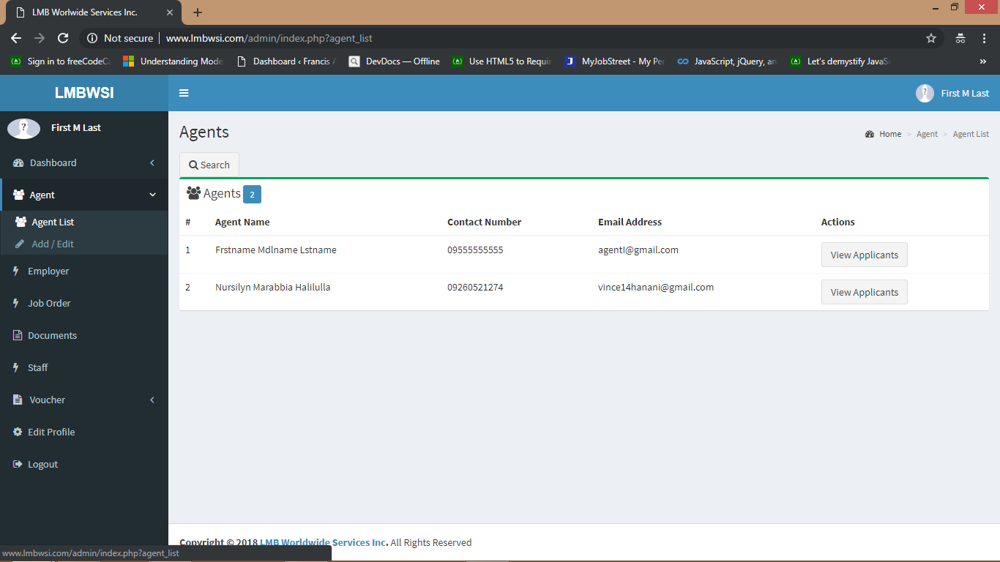 LMB Worlwide Services Inc.
Not secure | www.lmbwsi.com/admin/index.php?agent_list
Sign in to freeCodeCa Understanding Mode Dashboard ‹ Francis A DevDocs — Offline Use HTML5 to Requir MyJobStreet - My Per JavaScript, jQuery, an Let's demystify JavaS »
LMBWSI
First M Last
First M Last
Dashboard
Agent
Agent List
Add / Edit
Employer
Job Order
Documents
Staff
Voucher
Edit Profile
Logout
Agents
Home > Agent > Agent List
Search
Agents 2
# Agent Name Contact Number Email Address Actions
1 Frstname Mdlname Lstname 09555555555 agentI@gmail.com View Applicants
2 Nursilyn Marabbia Halilulla 09260521274 vince14hanani@gmail.com View Applicants
Copyright © 2018 LMB Worldwide Services Inc. All Rights Reserved
www.lmbwsi.com/admin/index.php?agent_list